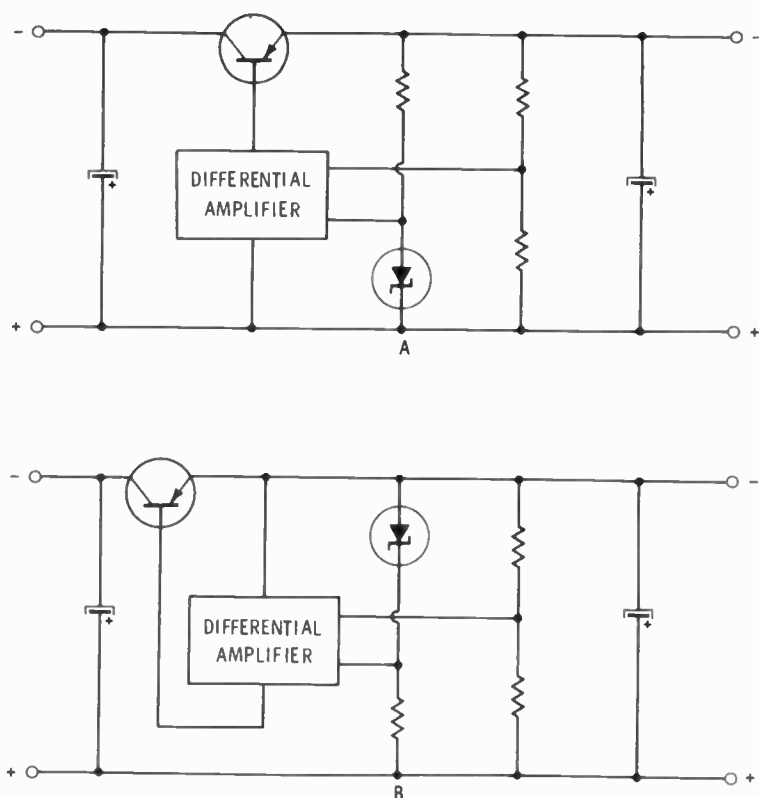 - -
+
DIFFERENTIAL
AMPLIFIER
+
+ +
A
- -
+
DIFFERENTIAL
AMPLIFIER
+
+ +
B